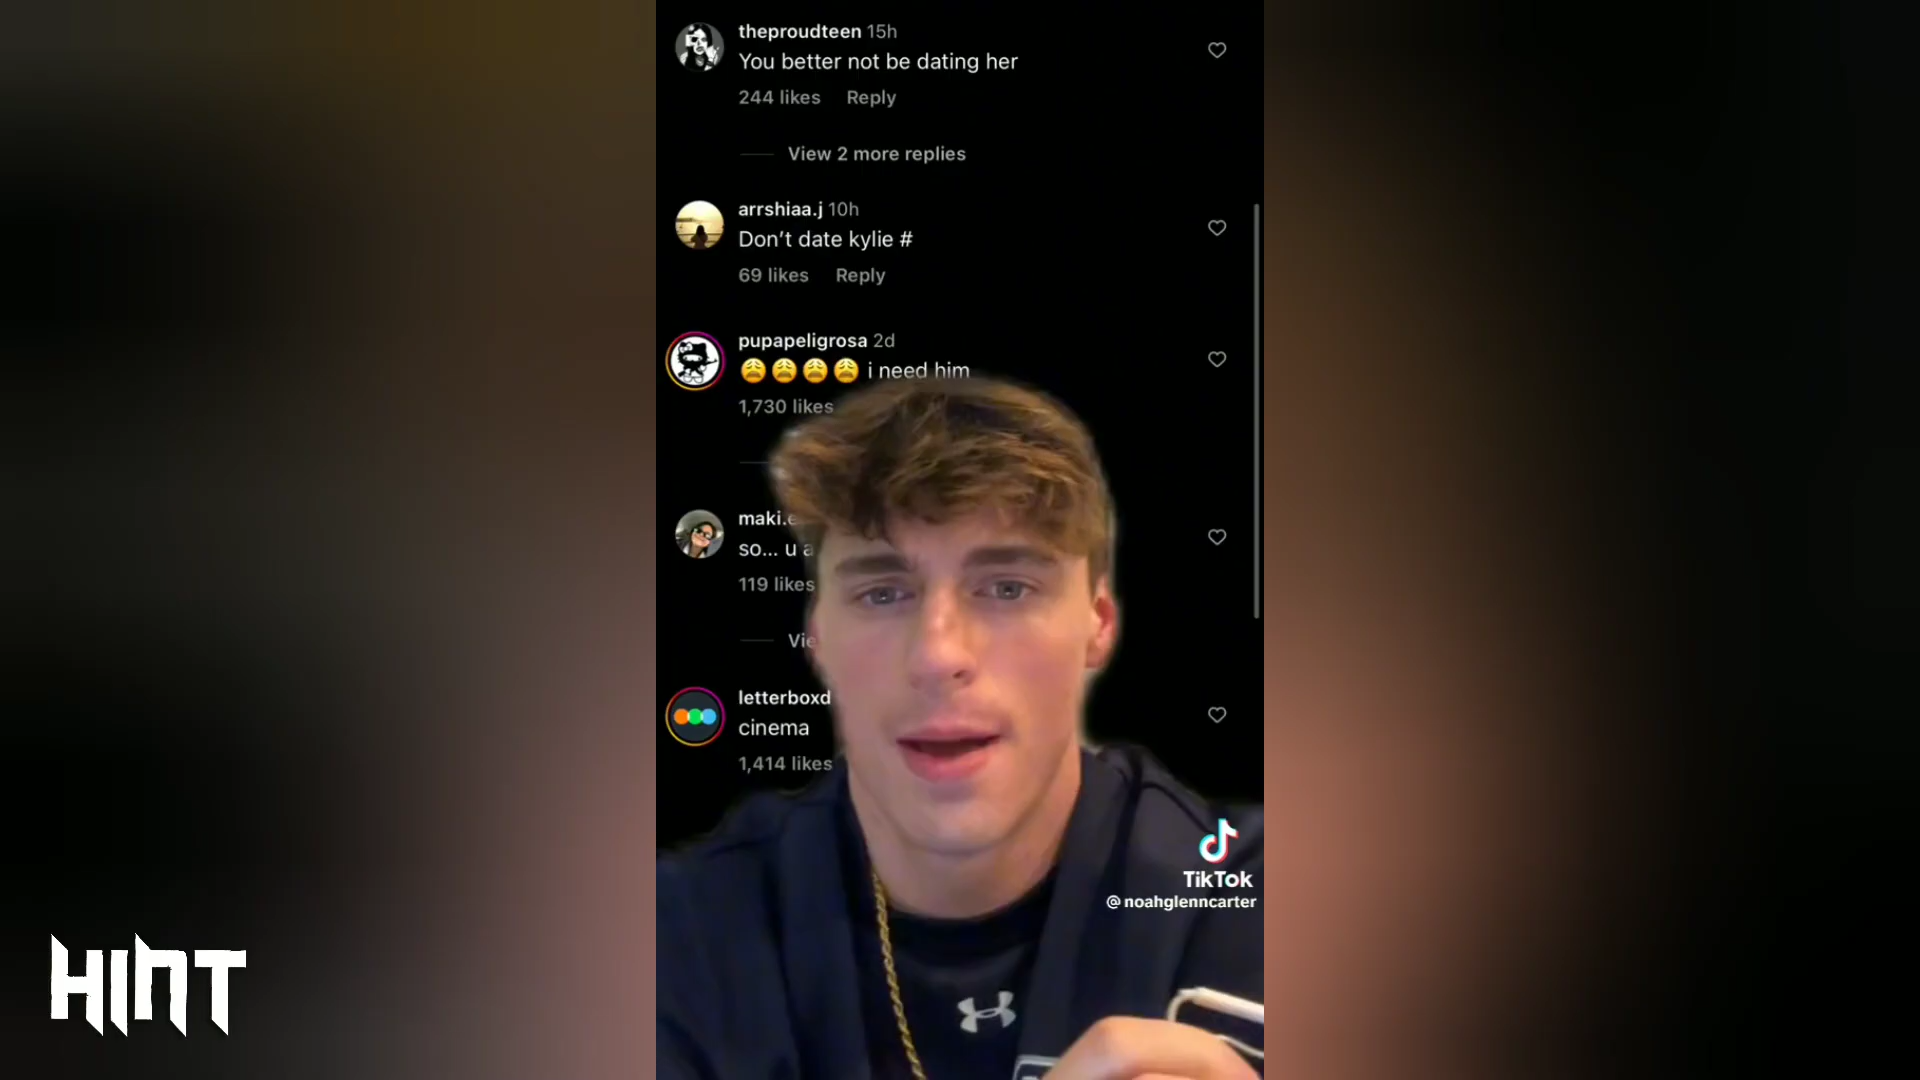 theproudteen 15h
You better not be dating her
244 likes Reply
View 2 more replies
arrshiaa.j 10h
Don’t date kylie #
69 likes Reply
pupapeligrosa 2d
😩😩😩😩 i need him
1,730 likes
so... u a
119 likes
letterboxd
cinema
1,414 likes
TikTok
@noahglenncarter
HINT